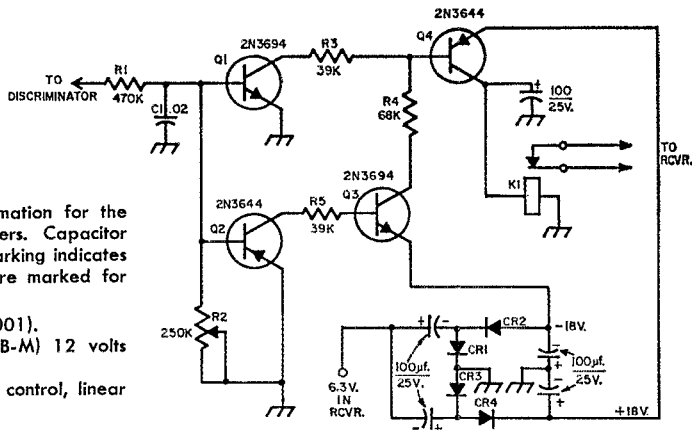 2N3644
Q4
2N3694
Q1
R3
39K
R1
470K
TO
DISCRIMINATOR
C1 .02
R4
68K
+
100
25V.
TO
RCVR.
K1
2N3644
Q2
R5
39K
2N3694
Q3
R2
250K
mation for the
ers. Capacitor
arking indicates
re marked for
001).
B-M) 12 volts
control, linear
6.3 V.
IN
RCVR.
+ -
100µf.
25V.
- +
CR2
CR1
CR3
CR4
-18V.
-
+
100µf.
25V.
-
+
+18V.